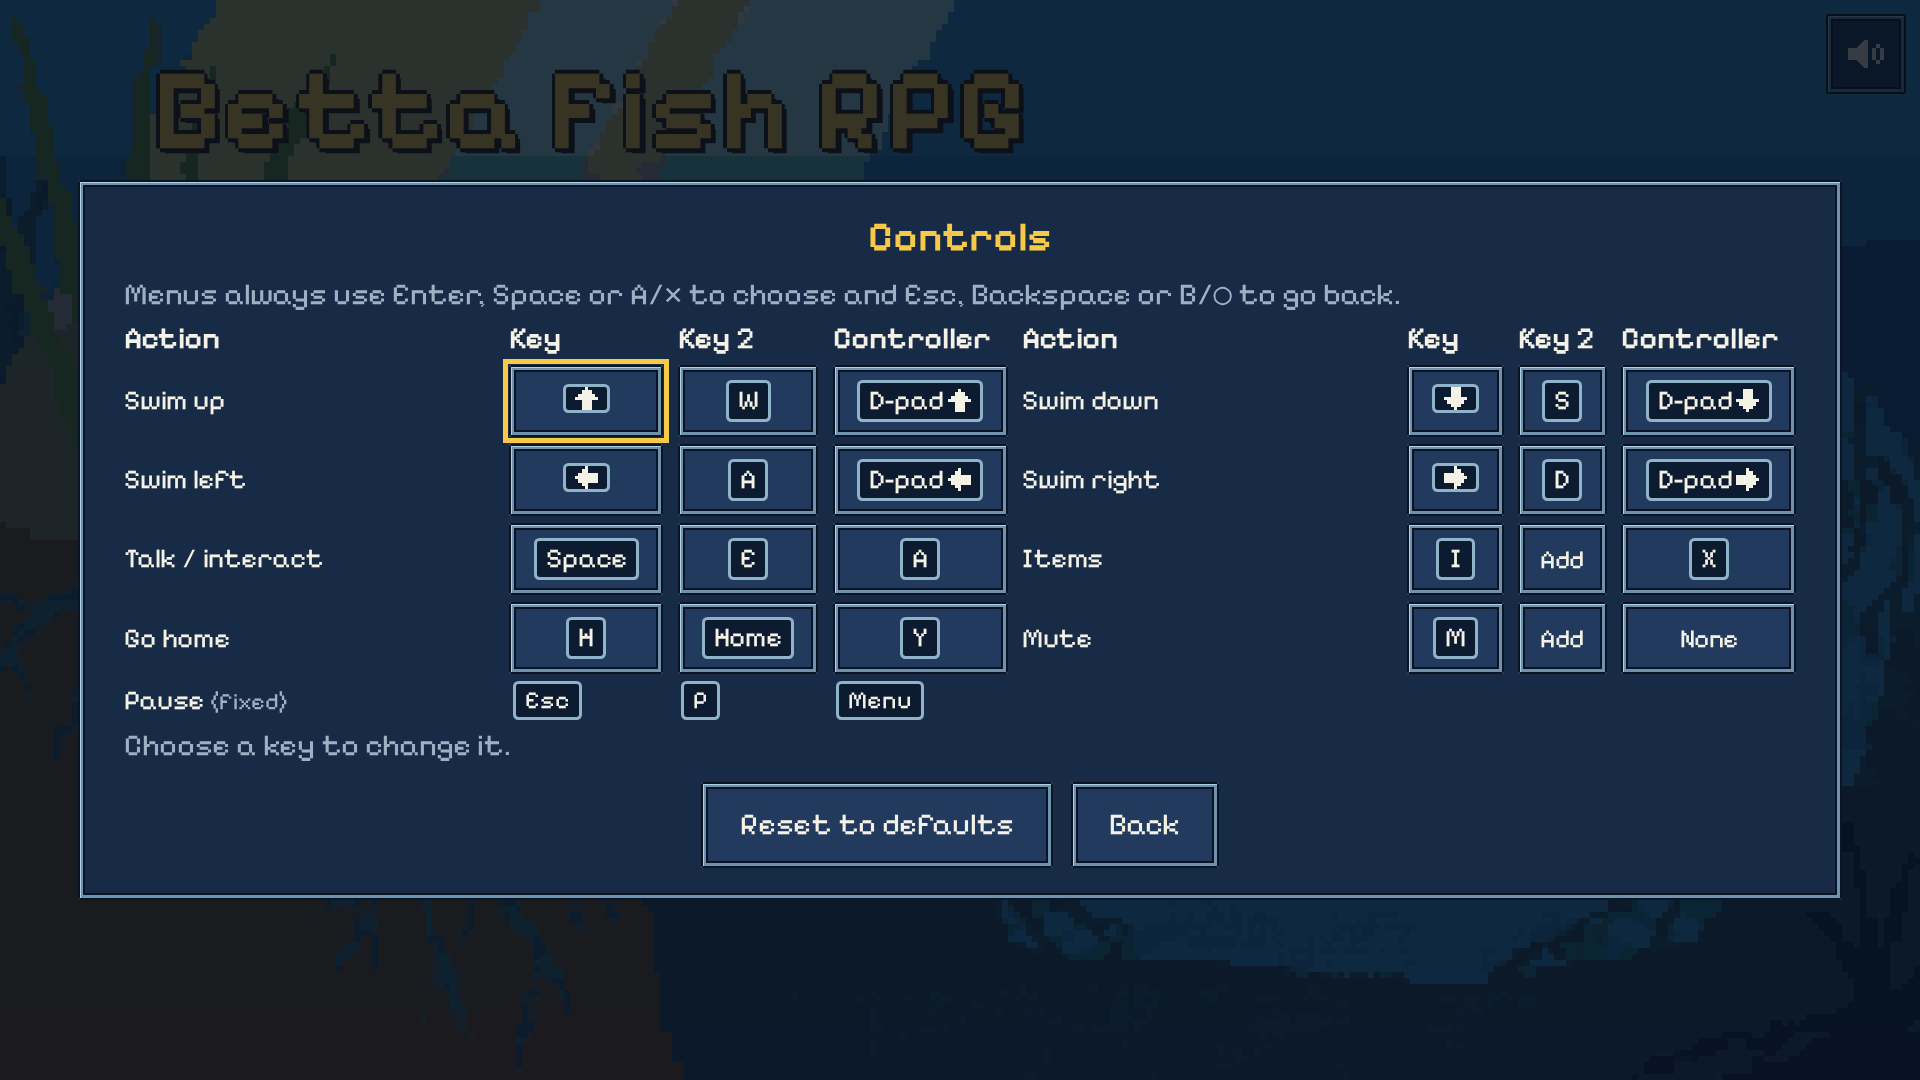 Betta Fish RPG
Controls
Menus always use Enter, Space or A/× to choose and Esc, Backspace or B/○ to go back.
Action Key Key 2 Controller Action Key Key 2 Controller
Swim up ↑ W D-pad ↑ Swim down ↓ S D-pad ↓
Swim left ← A D-pad ← Swim right → D D-pad →
Talk / interact Space E A Items I Add X
Go home H Home Y Mute M Add None
Pause (fixed) Esc P Menu
Choose a key to change it.
Reset to defaults Back